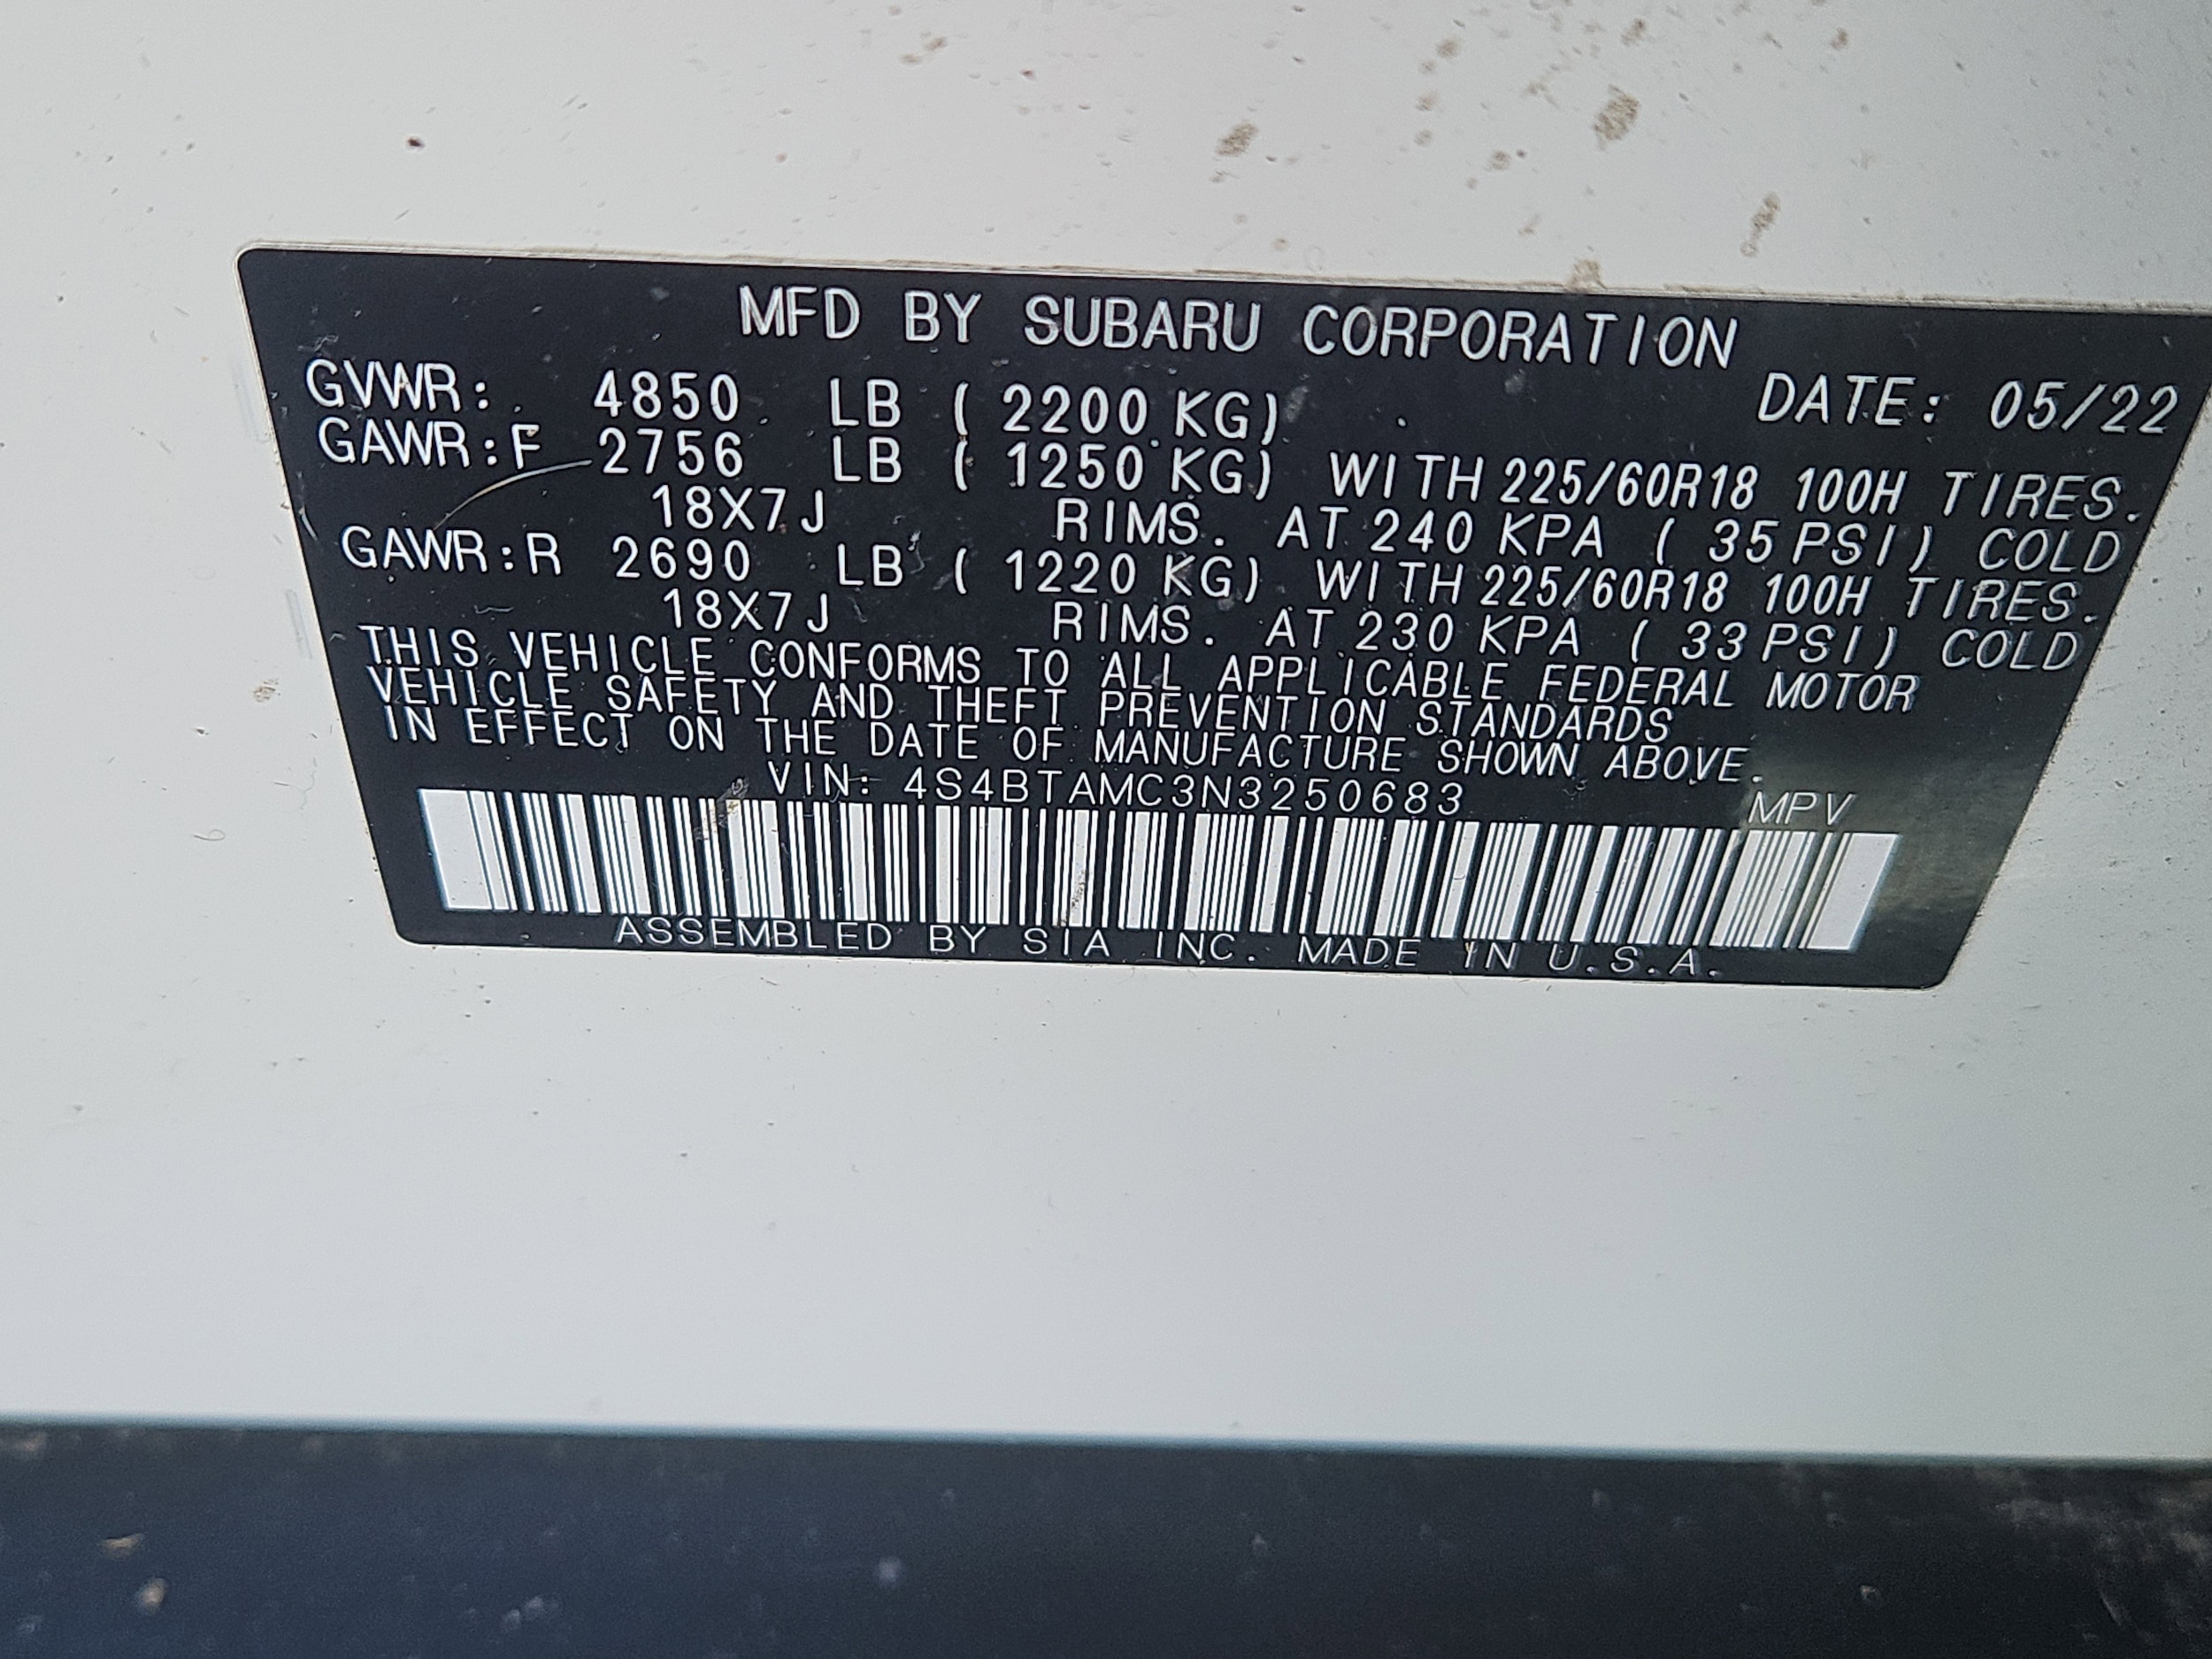 MFD BY SUBARU CORPORATION
GVWR: 4850 LB ( 2200 KG) DATE: 05/22
GAWR:F 2756 LB ( 1250 KG) WITH 225/60R18 100H TIRES.
18X7J RIMS. AT 240 KPA ( 35 PSI) COLD
GAWR:R 2690 LB ( 1220 KG) WITH 225/60R18 100H TIRES.
18X7J RIMS. AT 230 KPA ( 33 PSI) COLD
THIS VEHICLE CONFORMS TO ALL APPLICABLE FEDERAL MOTOR
VEHICLE SAFETY AND THEFT PREVENTION STANDARDS
IN EFFECT ON THE DATE OF MANUFACTURE SHOWN ABOVE.
VIN: 4S4BTAMC3N3250683 MPV
ASSEMBLED BY SIA INC. MADE IN U.S.A.